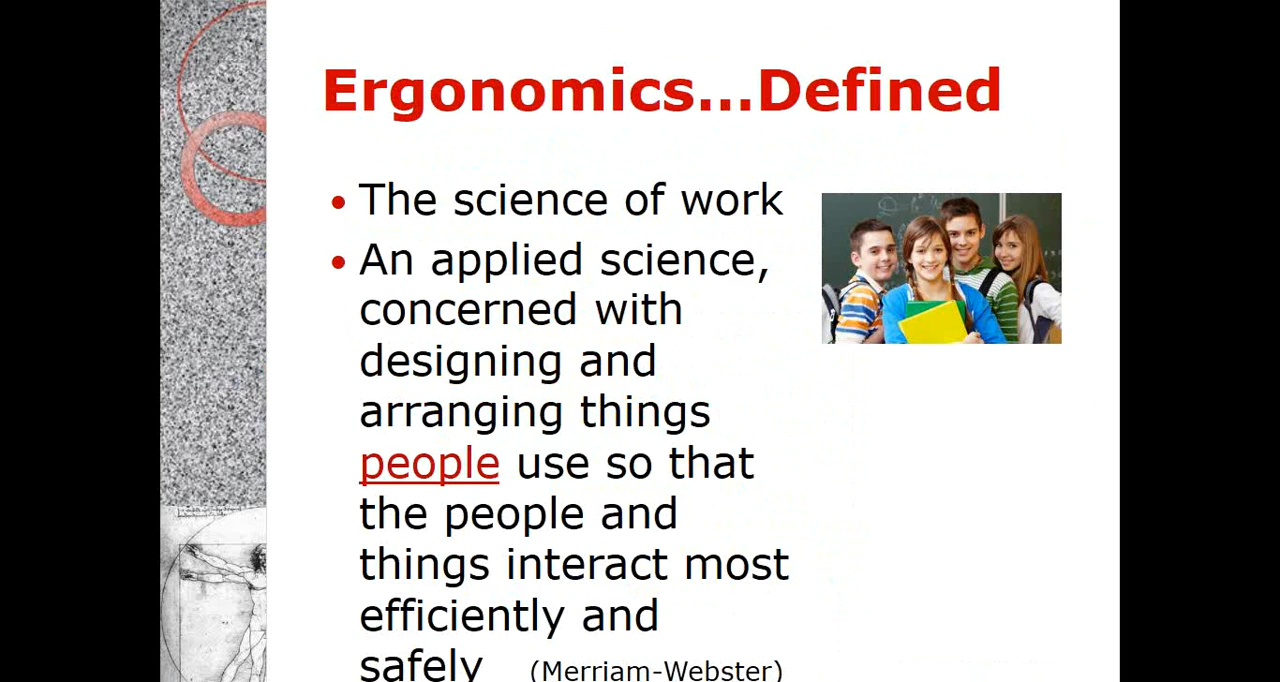 Ergonomics...Defined
• The science of work
• An applied science,
concerned with
designing and
arranging things
people use so that
the people and
things interact most
efficiently and
safely (Merriam-Webster)